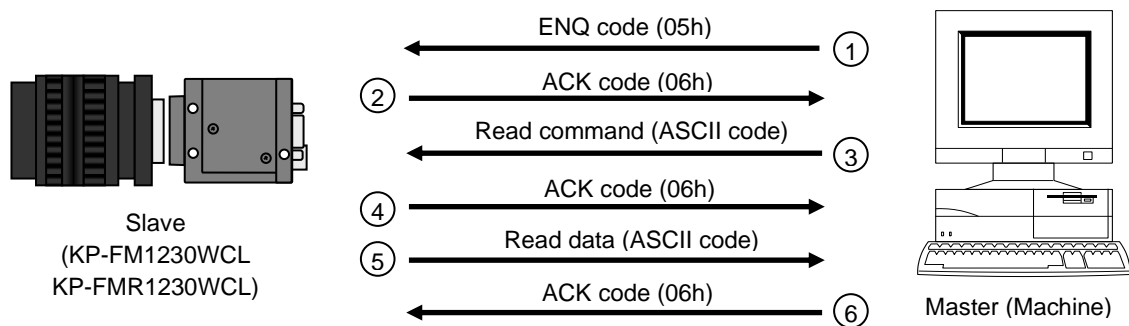 ENQ code (05h)
①
② ACK code (06h)
Read command (ASCII code)
③
ACK code (06h)
④
Slave
(KP-FM1230WCL
KP-FMR1230WCL)
Read data (ASCII code)
⑤
ACK code (06h)
⑥
Master (Machine)